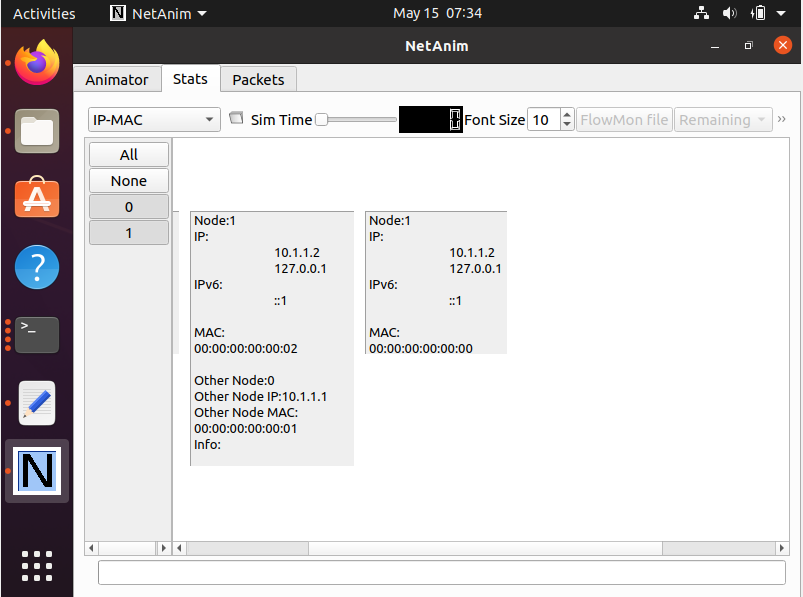 Activities
NetAnim
May 15 07:34
NetAnim
Animator
Stats
Packets
IP-MAC
Sim Time
0
Font Size
10
FlowMon file
Remaining
>>
All
None
0
1
Node:1
IP:
10.1.1.2
127.0.0.1
IPv6:
::1
MAC:
00:00:00:00:00:02
Other Node:0
Other Node IP:10.1.1.1
Other Node MAC:
00:00:00:00:00:01
Info:
Node:1
IP:
10.1.1.2
127.0.0.1
IPv6:
::1
MAC:
00:00:00:00:00:00
N